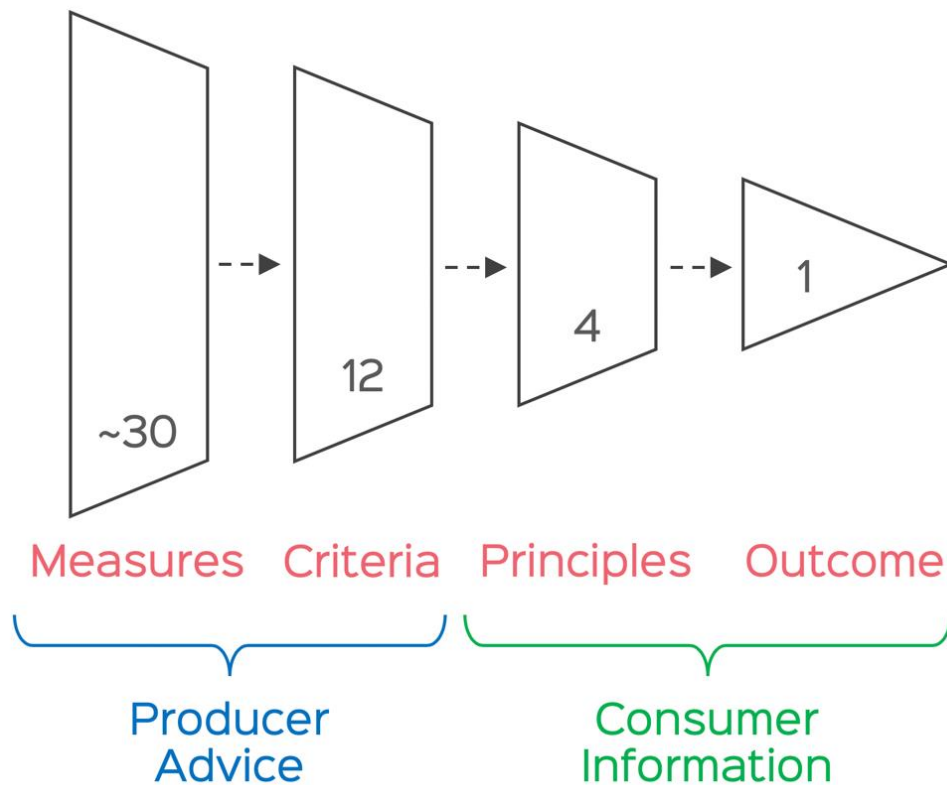 ~30
12
4
1
Measures
Criteria
Principles
Outcome
Producer
Advice
Consumer
Information